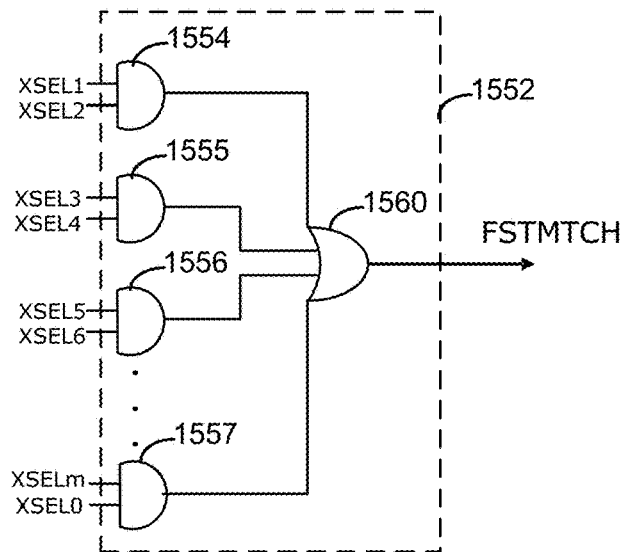 1554
XSEL1
XSEL2
1552
1555
XSEL3
XSEL4
1560
FSTMTCH
1556
XSEL5
XSEL6
1557
XSELm
XSEL0